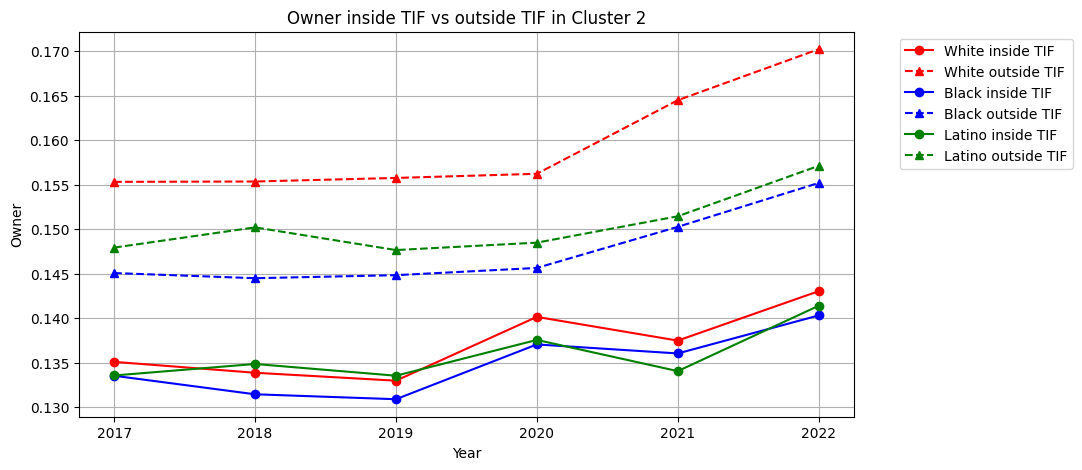 Owner inside TIF vs outside TIF in Cluster 2
0.170
0.165
0.160
0.155
0.150
0.145
0.140
0.135
0.130
Owner
2017 2018 2019 2020 2021 2022
Year
White inside TIF
White outside TIF
Black inside TIF
Black outside TIF
Latino inside TIF
Latino outside TIF